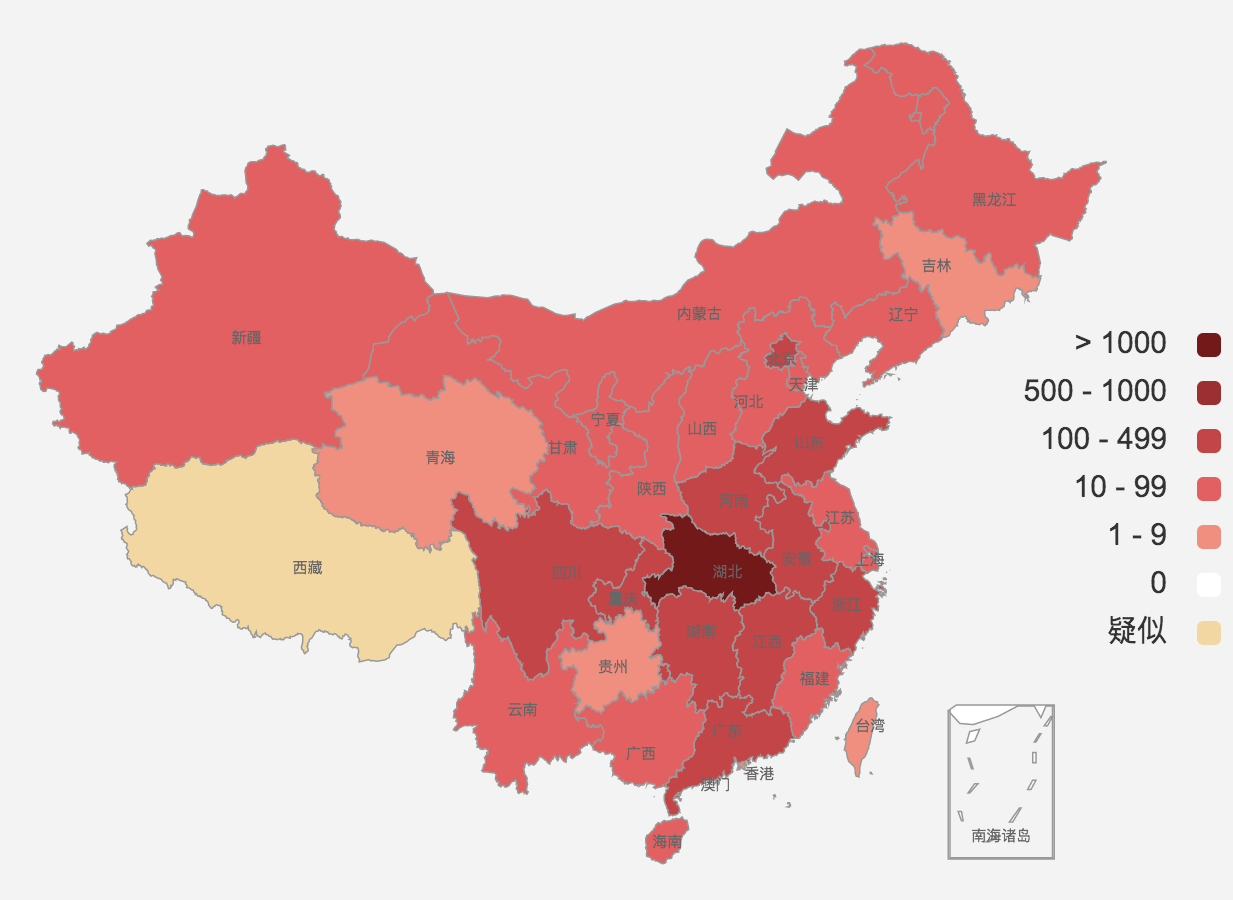 黑龙江
吉林
内蒙古
辽宁
新疆
北京
天津
河北
宁夏
山西
山东
甘肃
青海
陕西
河南
江苏
安徽
上海
西藏
四川
湖北
重庆
浙江
湖南
江西
贵州
福建
云南
台湾
广东
广西
香港
澳门
海南
南海诸岛
> 1000
500 - 1000
100 - 499
10 - 99
1 - 9
0
疑似